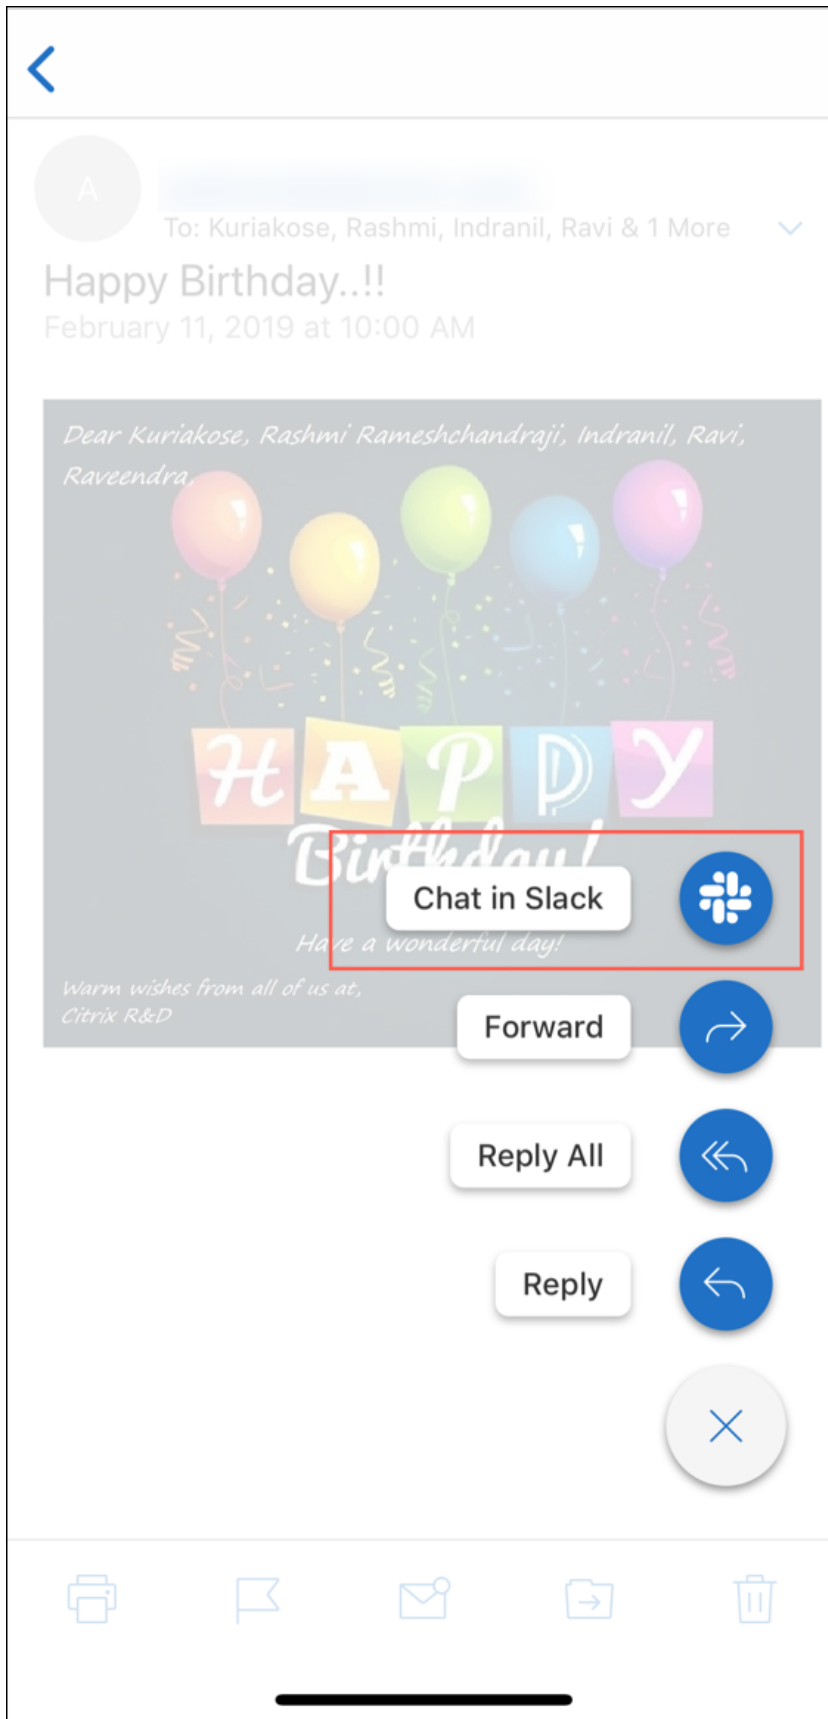 A
To: Kuriakose, Rashmi, Indranil, Ravi & 1 More
Happy Birthday..!!
February 11, 2019 at 10:00 AM
Dear Kuriakose, Rashmi Rameshchandraji, Indranil, Ravi,
Raveendra,
HAPPY
Birthday!
Chat in Slack
Have a wonderful day!
Warm wishes from all of us at,
Citrix R&D
Forward
Reply All
Reply